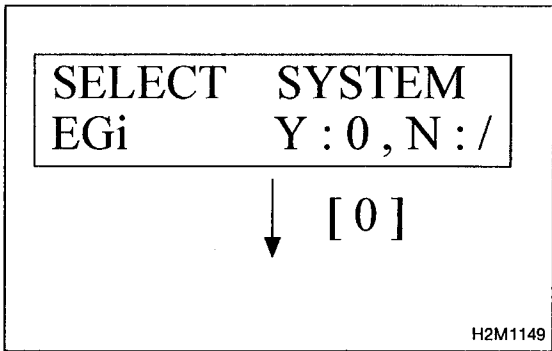 SELECT SYSTEM
EGi Y : 0 , N : /
[ 0 ]
H2M1149